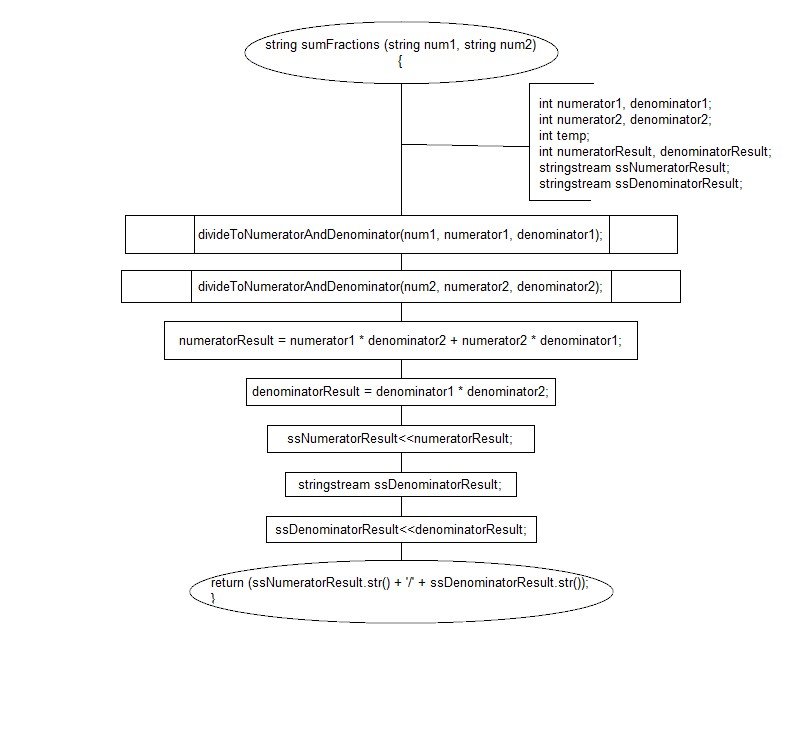 string sumFractions (string num1, string num2)
{
int numerator1, denominator1;
int numerator2, denominator2;
int temp;
int numeratorResult, denominatorResult;
stringstream ssNumeratorResult;
stringstream ssDenominatorResult;
divideToNumeratorAndDenominator(num1, numerator1, denominator1);
divideToNumeratorAndDenominator(num2, numerator2, denominator2);
numeratorResult = numerator1 * denominator2 + numerator2 * denominator1;
denominatorResult = denominator1 * denominator2;
ssNumeratorResult<<numeratorResult;
stringstream ssDenominatorResult;
ssDenominatorResult<<denominatorResult;
return (ssNumeratorResult.str() + '/' + ssDenominatorResult.str());
}